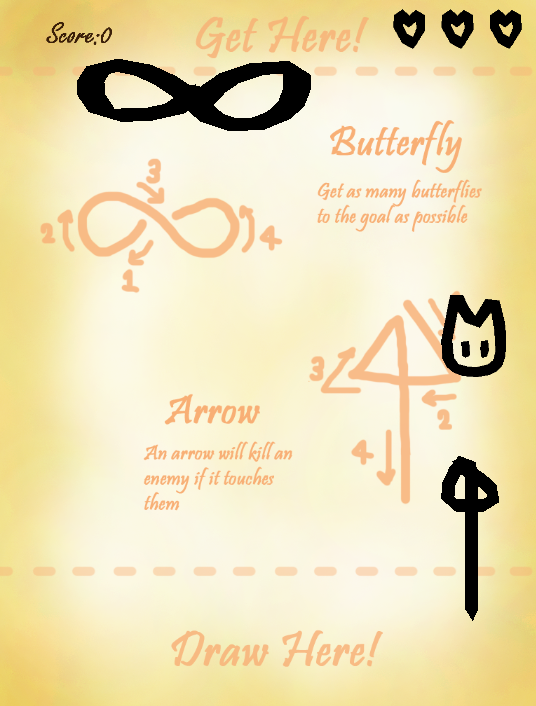 Score:0
Get Here!
Butterfly
Get as many butterflies
to the goal as possible
3
2
4
1
3
2
4
Arrow
An arrow will kill an
enemy if it touches
them
Draw Here!